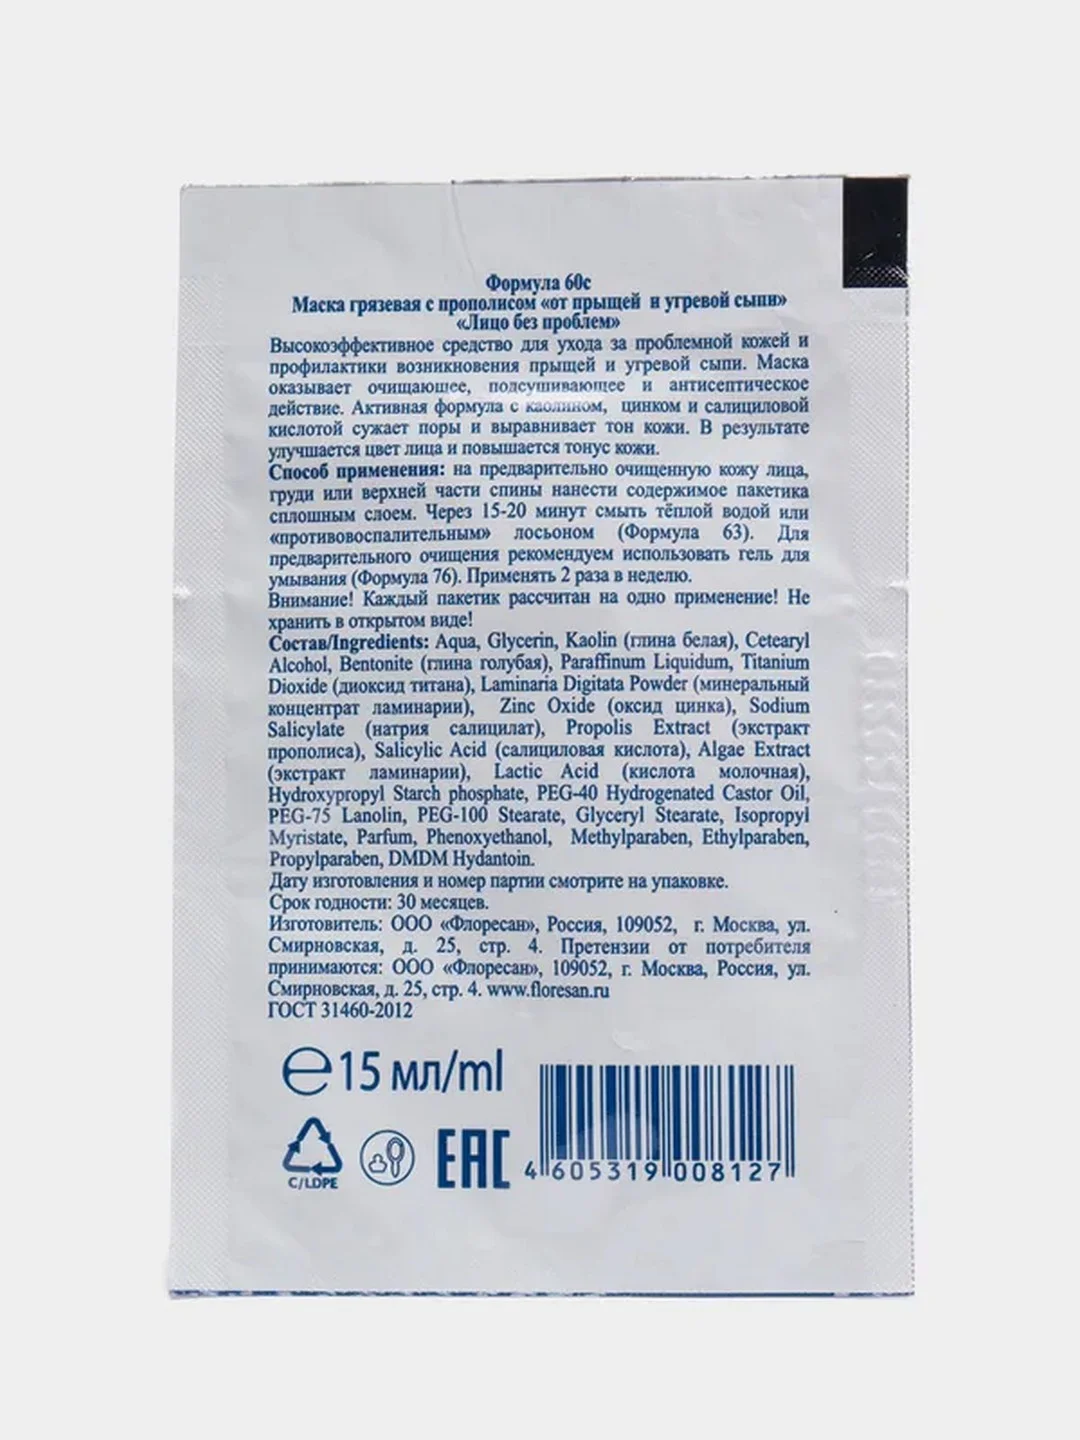 Формула 60с
Маска грязевая с прополисом «от прыщей и угревой сыпи»
«Лицо без проблем»
Высокоэффективное средство для ухода за проблемной кожей и
профилактики возникновения прыщей и угревой сыпи. Маска
оказывает очищающее, подсушивающее и антисептическое
действие. Активная формула с каолином, цинком и салициловой
кислотой сужает поры и выравнивает тон кожи. В результате
улучшается цвет лица и повышается тонус кожи.
Способ применения: на предварительно очищенную кожу лица,
груди или верхней части спины нанести содержимое пакетика
сплошным слоем. Через 15-20 минут смыть тёплой водой или
«противовоспалительным» лосьоном (Формула 63). Для
предварительного очищения рекомендуем использовать гель для
умывания (Формула 76). Применять 2 раза в неделю.
Внимание! Каждый пакетик рассчитан на одно применение! Не
хранить в открытом виде!
Состав/Ingredients: Aqua, Glycerin, Kaolin (глина белая), Cetearyl
Alcohol, Bentonite (глина голубая), Paraffinum Liquidum, Titanium
Dioxide (диоксид титана), Laminaria Digitata Powder (минеральный
концентрат ламинарии), Zinc Oxide (оксид цинка), Sodium
Salicylate (натрия салицилат), Propolis Extract (экстракт
прополиса), Salicylic Acid (салициловая кислота), Algae Extract
(экстракт ламинарии), Lactic Acid (кислота молочная),
Hydroxypropyl Starch phosphate, PEG-40 Hydrogenated Castor Oil,
PEG-75 Lanolin, PEG-100 Stearate, Glyceryl Stearate, Isopropyl
Myristate, Parfum, Phenoxyethanol, Methylparaben, Ethylparaben,
Propylparaben, DMDM Hydantoin.
Дату изготовления и номер партии смотрите на упаковке.
Срок годности: 30 месяцев.
Изготовитель: ООО «Флоресан», Россия, 109052, г. Москва, ул.
Смирновская, д. 25, стр. 4. Претензии от потребителя
принимаются: ООО «Флоресан», 109052, г. Москва, Россия, ул.
Смирновская, д. 25, стр. 4. www.floresan.ru
ГОСТ 31460-2012
℮ 15 мл/ml
C/LDPE
EAC
4 605319 008127